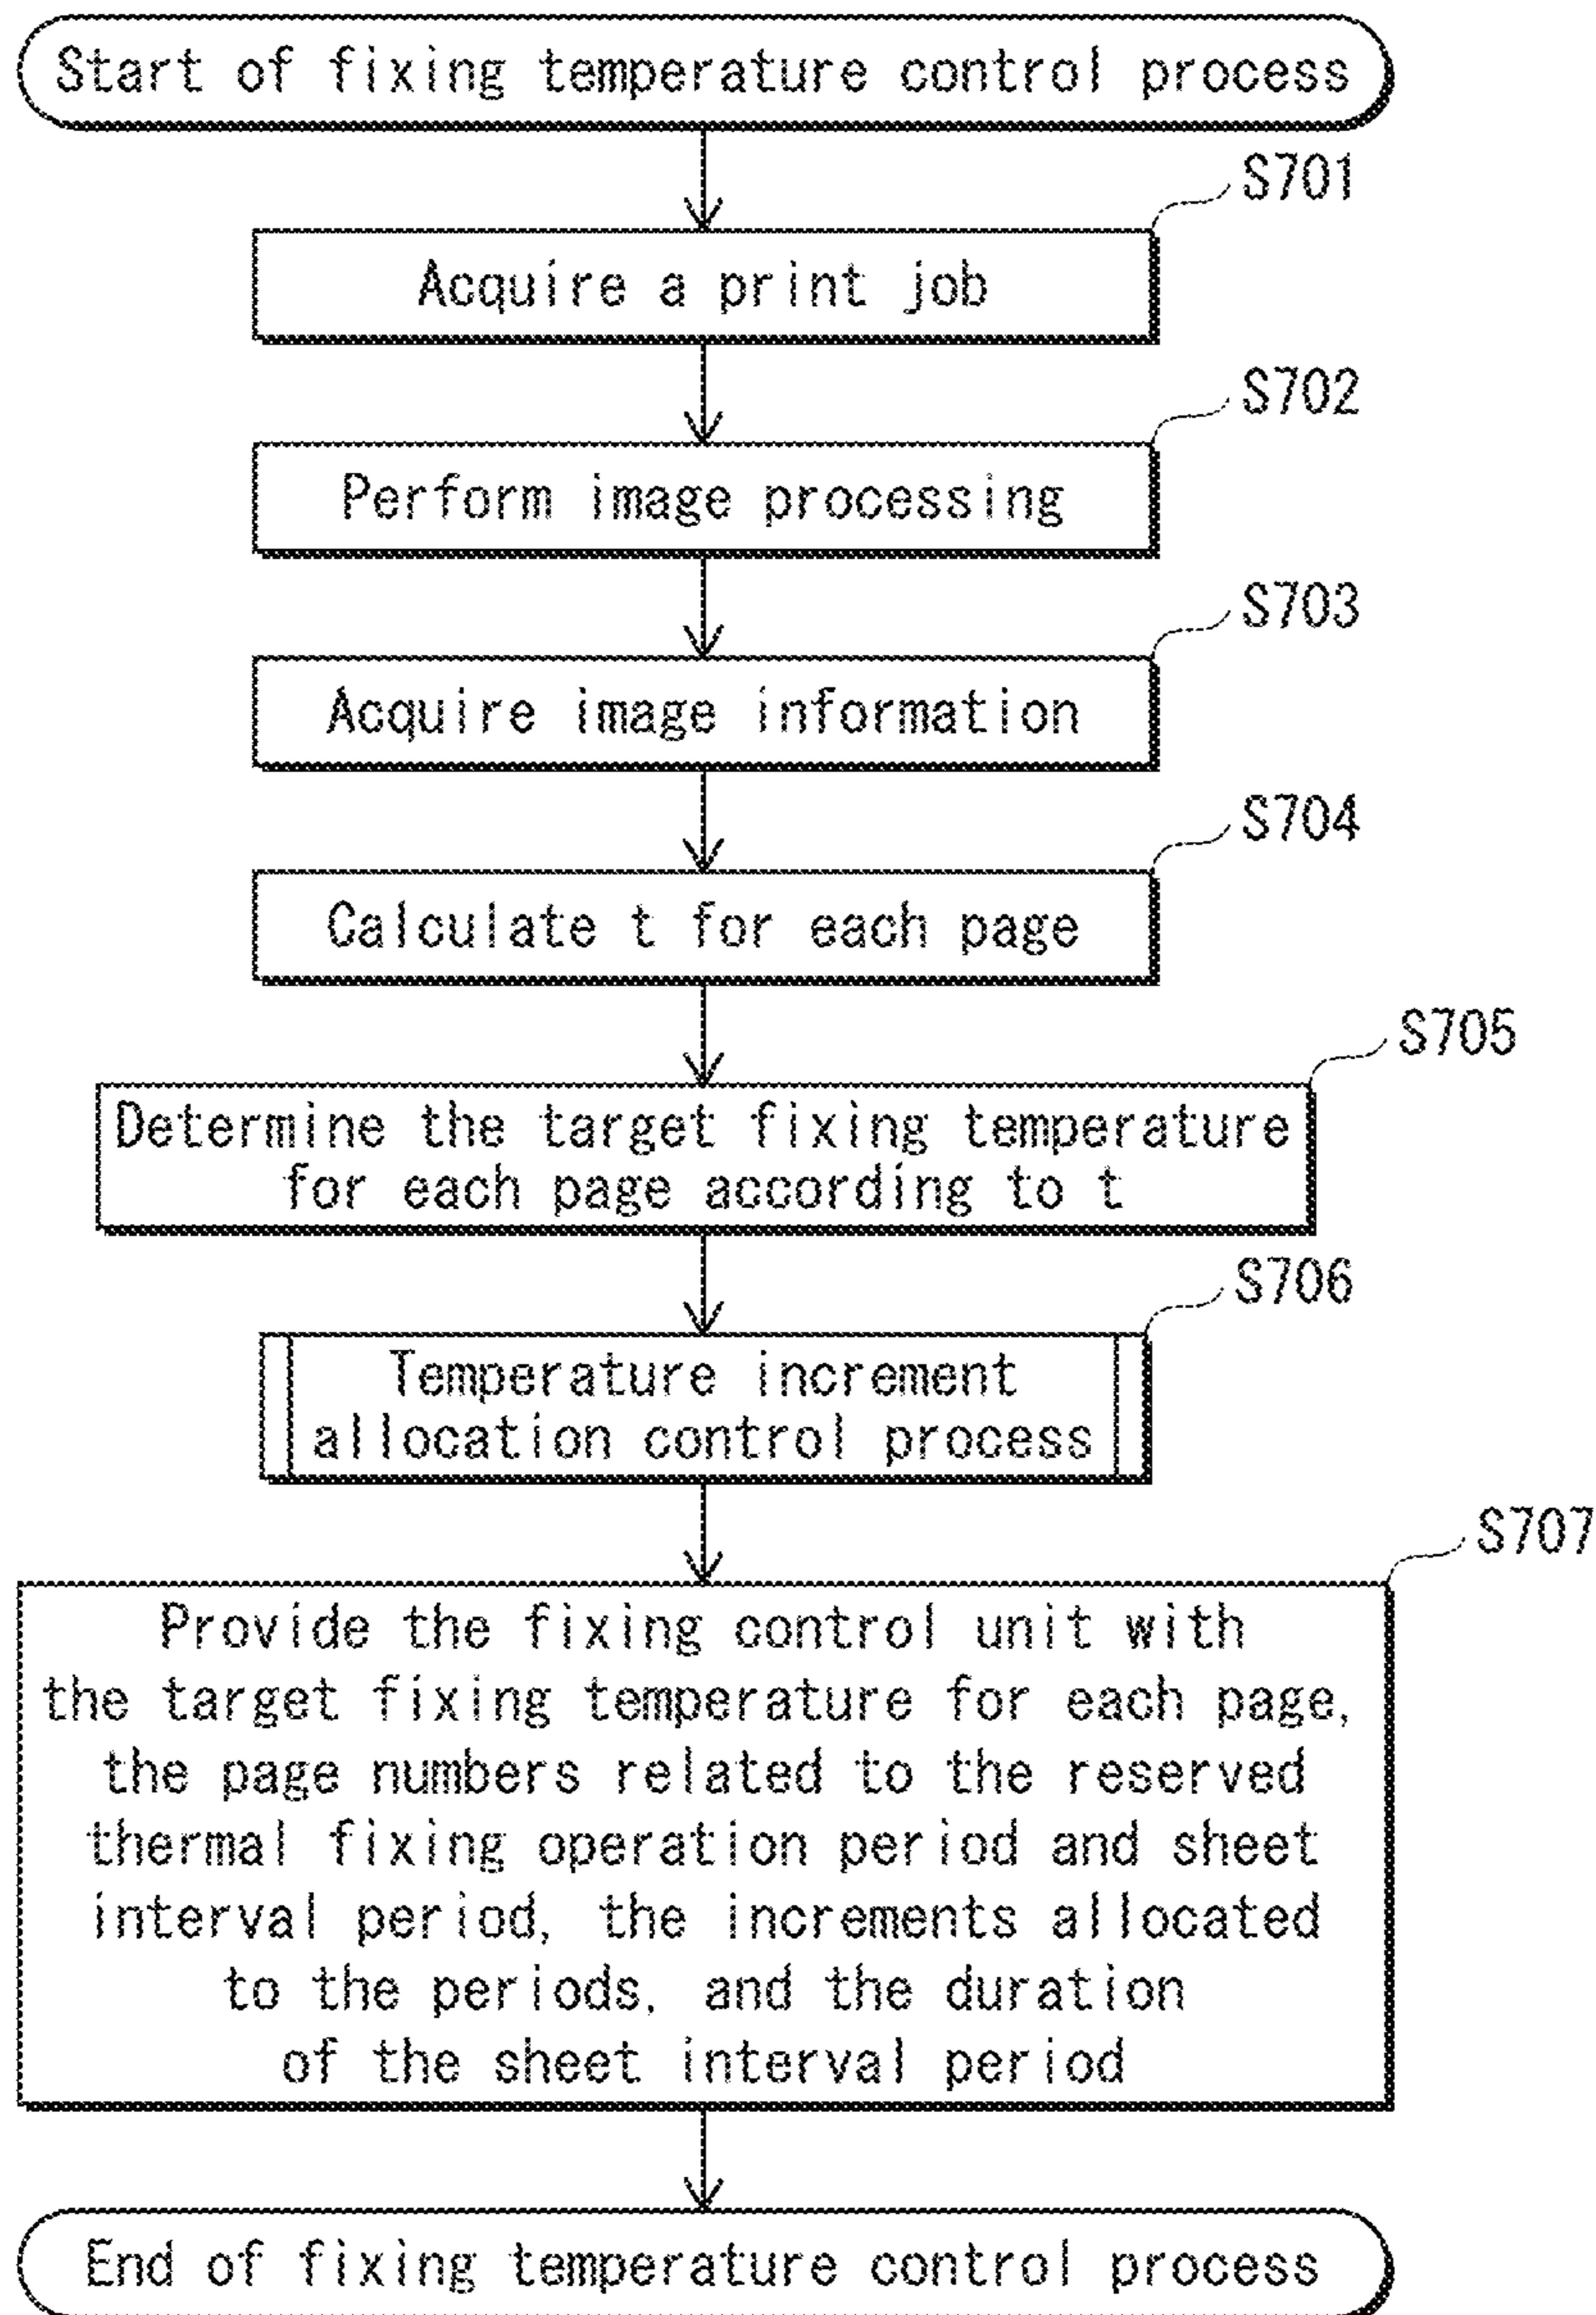 Start of fixing temperature control process
S701
Acquire a print job
S702
Perform image processing
S703
Acquire image information
S704
Calculate t for each page
S705
Determine the target fixing temperature
for each page according to t
S706
Temperature increment
allocation control process
S707
Provide the fixing control unit with
the target fixing temperature for each page,
the page numbers related to the reserved
thermal fixing operation period and sheet
interval period, the increments allocated
to the periods, and the duration
of the sheet interval period
End of fixing temperature control process